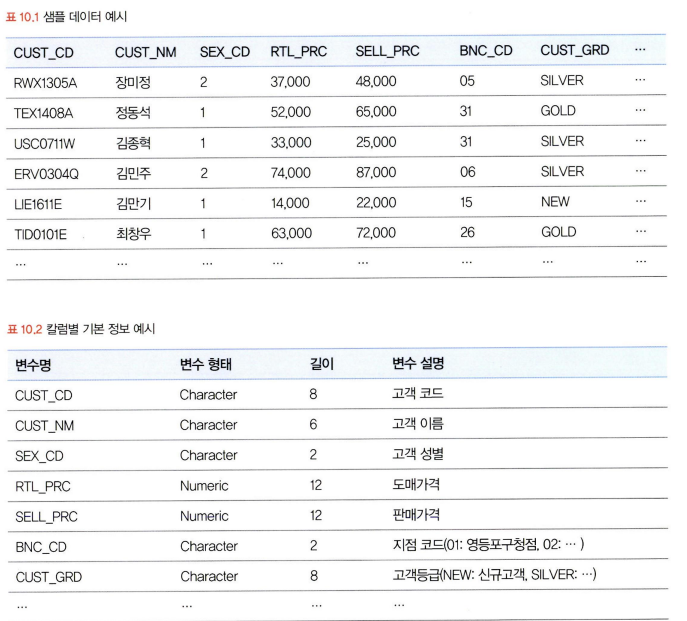 표 10.1 샘플 데이터 예시
CUST_CD CUST_NM SEX_CD RTL_PRC SELL_PRC BNC_CD CUST_GRD …
RWX1305A 장미정 2 37,000 48,000 05 SILVER …
TEX1408A 정동석 1 52,000 65,000 31 GOLD …
USC0711W 김종혁 1 33,000 25,000 31 SILVER …
ERV0304Q 김민주 2 74,000 87,000 06 SILVER …
LIE1611E 김만기 1 14,000 22,000 15 NEW …
TID0101E 최창우 1 63,000 72,000 26 GOLD …
… … … … … … … …
표 10.2 칼럼별 기본 정보 예시
변수명 변수 형태 길이 변수 설명
CUST_CD Character 8 고객 코드
CUST_NM Character 6 고객 이름
SEX_CD Character 2 고객 성별
RTL_PRC Numeric 12 도매가격
SELL_PRC Numeric 12 판매가격
BNC_CD Character 2 지점 코드(01: 영등포구청점, 02: … )
CUST_GRD Character 8 고객등급(NEW: 신규고객, SILVER: …)
… … … …